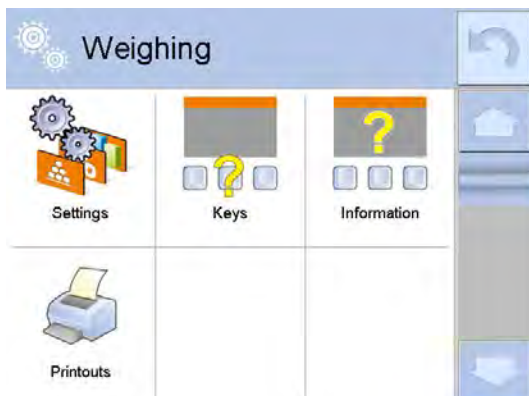 Weighing
Settings
Keys
Information
Printouts